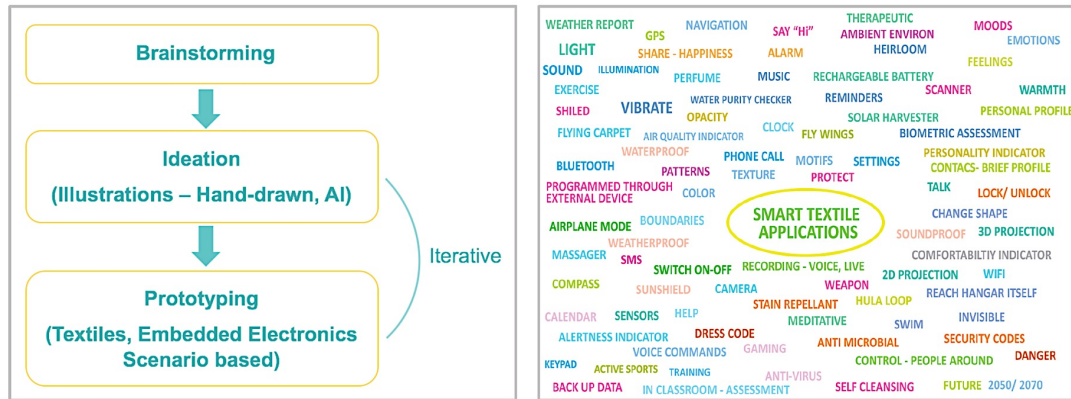 Brainstorming
Ideation
(Illustrations – Hand-drawn, AI)
Iterative
Prototyping
(Textiles, Embedded Electronics
Scenario based)
WEATHER REPORT
GPS
NAVIGATION
SAY “Hi”
THERAPEUTIC
AMBIENT ENVIRON
MOODS
EMOTIONS
LIGHT
SHARE - HAPPINESS
ALARM
HEIRLOOM
FEELINGS
SOUND
ILLUMINATION
PERFUME
MUSIC
RECHARGEABLE BATTERY
EXERCISE
SCANNER
WARMTH
SHILED
VIBRATE
WATER PURITY CHECKER
REMINDERS
PERSONAL PROFILE
OPACITY
SOLAR HARVESTER
FLYING CARPET
AIR QUALITY INDICATOR
CLOCK
FLY WINGS
BIOMETRIC ASSESSMENT
WATERPROOF
PHONE CALL
MOTIFS
SETTINGS
PERSONALITY INDICATOR
BLUETOOTH
PATTERNS
TEXTURE
PROTECT
CONTACS- BRIEF PROFILE
PROGRAMMED THROUGH
EXTERNAL DEVICE
COLOR
TALK
LOCK/ UNLOCK
SMART TEXTILE
APPLICATIONS
CHANGE SHAPE
AIRPLANE MODE
BOUNDARIES
SOUNDPROOF
3D PROJECTION
WEATHERPROOF
MASSAGER
SMS
COMFORTABILTIY INDICATOR
SWITCH ON-OFF
RECORDING - VOICE, LIVE
2D PROJECTION
WIFI
COMPASS
SUNSHIELD
CAMERA
WEAPON
REACH HANGAR ITSELF
STAIN REPELLANT
HULA LOOP
CALENDAR
SENSORS
HELP
MEDITATIVE
SWIM
INVISIBLE
ALERTNESS INDICATOR
DRESS CODE
ANTI MICROBIAL
SECURITY CODES
VOICE COMMANDS
GAMING
CONTROL - PEOPLE AROUND
DANGER
KEYPAD
ACTIVE SPORTS
TRAINING
ANTI-VIRUS
BACK UP DATA
IN CLASSROOM - ASSESSMENT
SELF CLEANSING
FUTURE
2050/ 2070